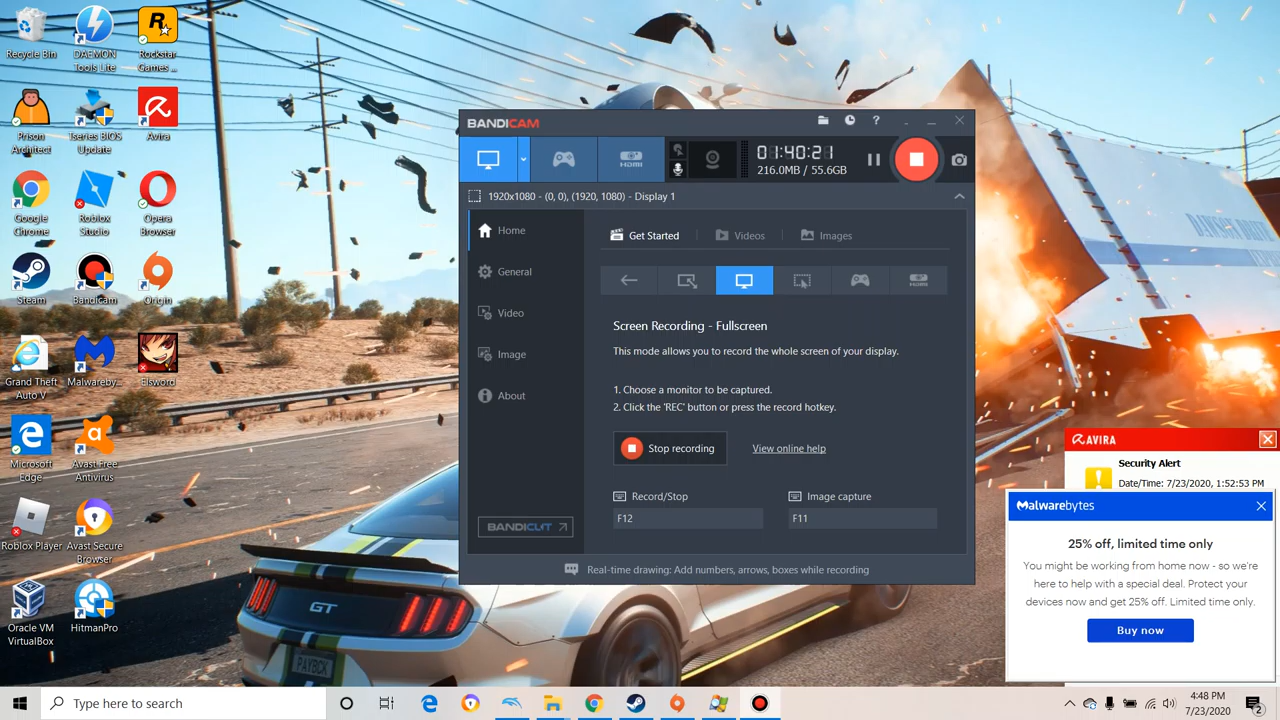 Recycle Bin
DAEMON
Tools Lite
Rockstar
Games ...
Prison
Architect
Tseries BIOS
Update
Avira
Google
Chrome
Roblox
Studio
Opera
Browser
Steam
Bandicam
Origin
Grand Theft
Auto V
Malwareby...
Elsword
Microsoft
Edge
Avast Free
Antivirus
Roblox Player
Avast Secure
Browser
Oracle VM
VirtualBox
HitmanPro
BANDICAM
HDMI
01:40:21
216.0MB / 55.6GB
1920x1080 - (0, 0), (1920, 1080) - Display 1
Home
General
Video
Image
About
BANDICUT
Get Started
Videos
Images
HDMI
Screen Recording - Fullscreen
This mode allows you to record the whole screen of your display.
1. Choose a monitor to be captured.
2. Click the 'REC' button or press the record hotkey.
Stop recording
View online help
Record/Stop
Image capture
F12
F11
Real-time drawing: Add numbers, arrows, boxes while recording
GT
PAYBCK
AVIRA
Security Alert
Date/Time: 7/23/2020, 1:52:53 PM
Malwarebytes
25% off, limited time only
You might be working from home now - so we're
here to help with a special deal. Protect your
devices now and get 25% off. Limited time only.
Buy now
Type here to search
4:48 PM
7/23/2020
2